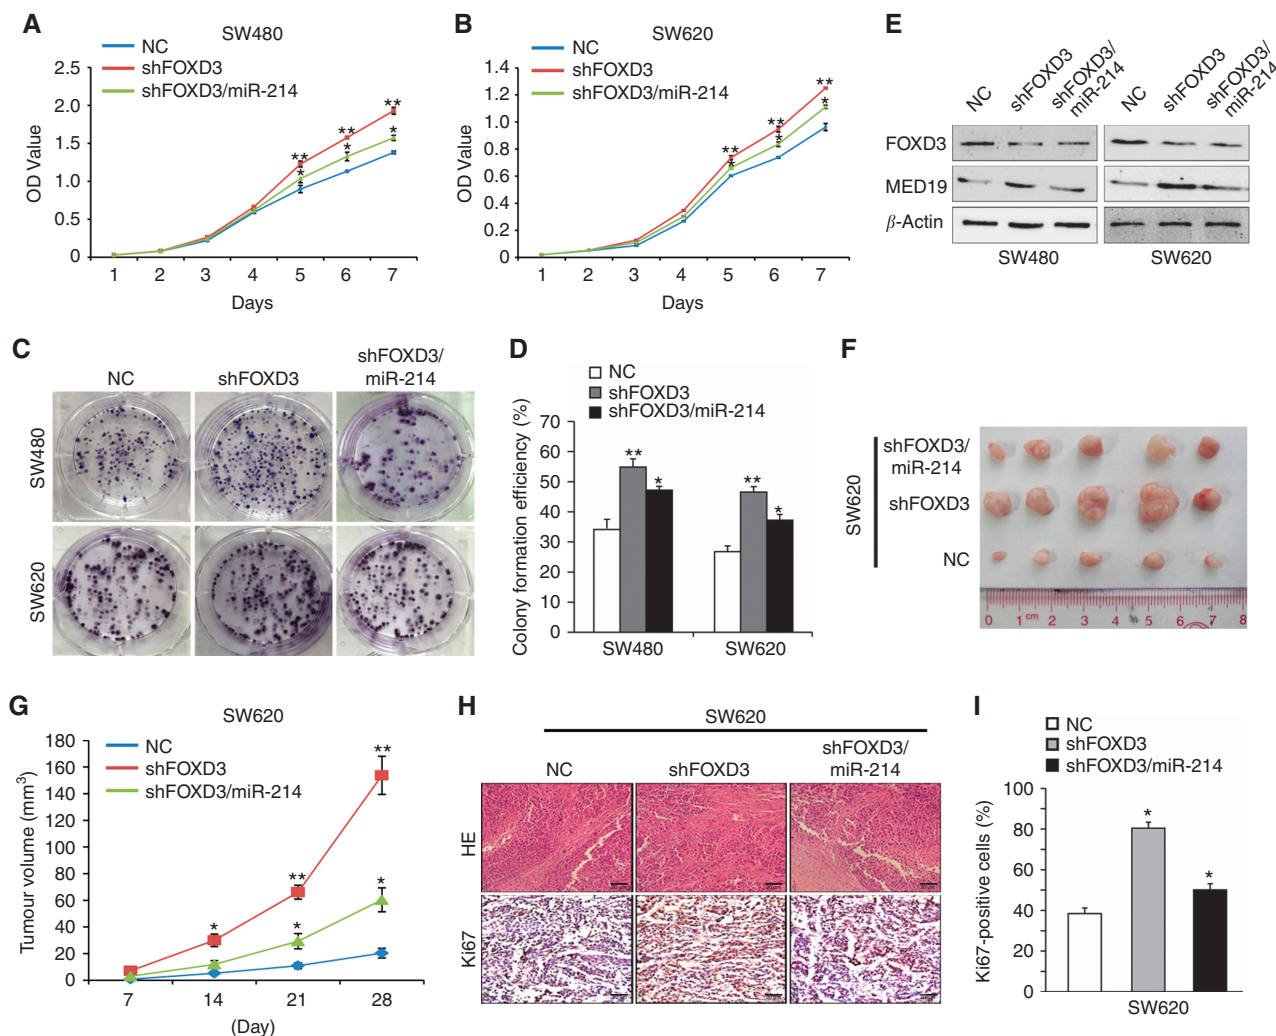 A
SW480
NC
shFOXD3
shFOXD3/miR-214
OD Value
2.5
2.0
1.5
1.0
0.5
0
**
**
**
*
*
*
1 2 3 4 5 6 7
Days
B
SW620
NC
shFOXD3
shFOXD3/miR-214
OD Value
1.4
1.2
1.0
0.8
0.6
0.4
0.2
0
**
**
**
*
*
*
1 2 3 4 5 6 7
Days
E
NC shFOXD3 shFOXD3/ miR-214 NC shFOXD3 shFOXD3/ miR-214
FOXD3
MED19
β-Actin
SW480 SW620
C
NC shFOXD3 shFOXD3/
miR-214
SW480
SW620
D
NC
shFOXD3
shFOXD3/miR-214
Colony formation efficiency (%)
70
60
50
40
30
20
10
0
**
*
**
*
SW480 SW620
F
SW620
shFOXD3/
miR-214
shFOXD3
NC
0 1 cm 2 3 4 5 6 7 8
G
SW620
NC
shFOXD3
shFOXD3/miR-214
Tumour volume (mm3)
180
160
140
120
100
80
60
40
20
0
**
**
*
*
*
7 14 21 28
(Day)
H
SW620
NC shFOXD3 shFOXD3/
miR-214
HE
Ki67
I
NC
shFOXD3
shFOXD3/miR-214
Ki67-positive cells (%)
100
80
60
40
20
0
*
*
SW620